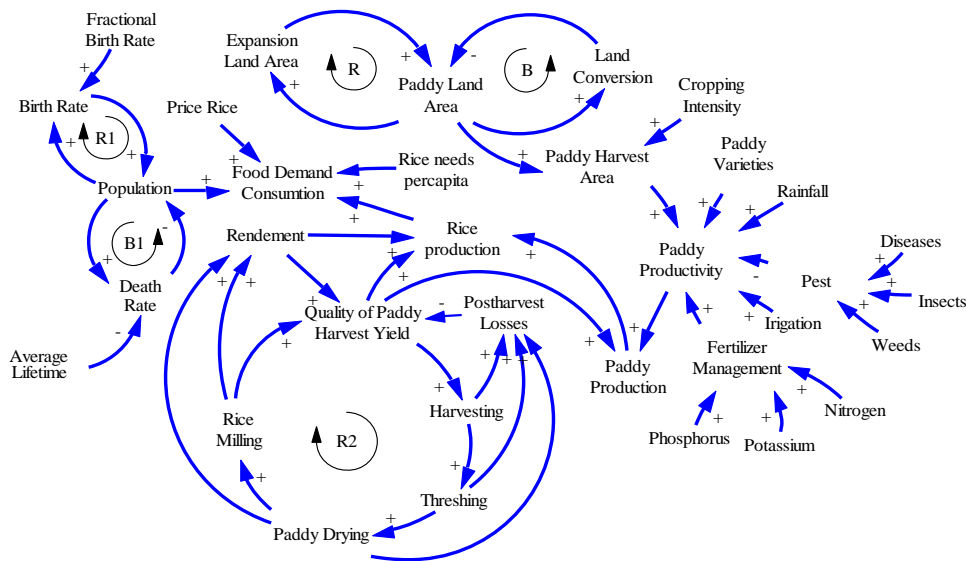 Fractional
Birth Rate
+
Birth Rate
R1
+
+
Population
+
-
B1
+
Death
Rate
-
Average
Lifetime
Price Rice
+
Food Demand
Consumtion
+
+
Rice needs
percapita
Expansion
Land Area
R
+
+
Paddy Land
Area
-
B
+
Land
Conversion
Cropping
Intensity
+
+
Paddy Harvest
Area
Paddy
Varieties
Rainfall
+
+
+
Paddy
Productivity
-
+
Pest
Irigation
+
Diseases
+
+
Insects
+
Weeds
Fertilizer
Management
+
Nitrogen
+
Phosphorus
+
Potassium
Rendement
+
Rice
production
+
+
+
+
+
Quality of Paddy
Harvest Yield
-
Postharvest
Losses
+
+
Paddy
Production
+
+
+
+
+
Harvesting
Rice
Milling
R2
+
+
Threshing
+
Paddy Drying